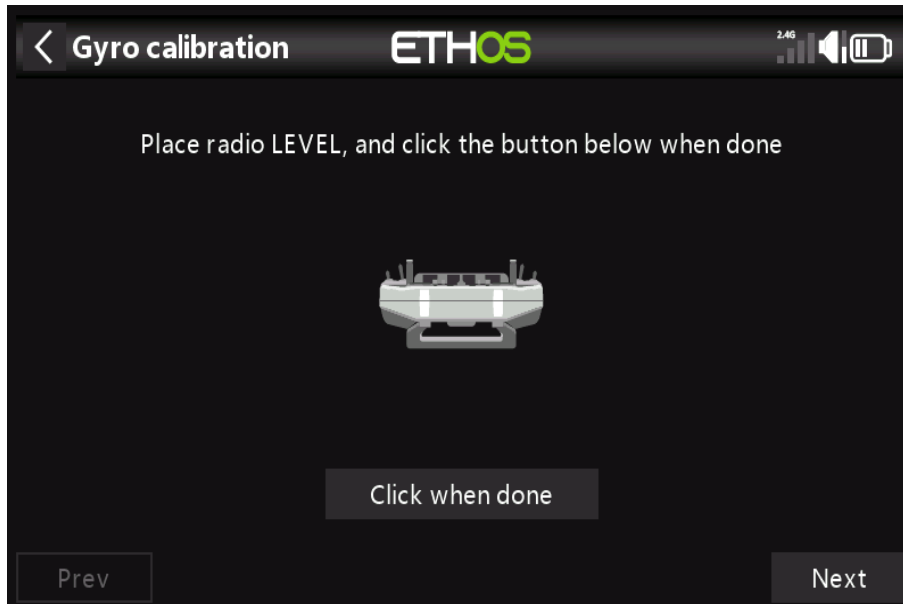 Gyro calibration
ETHOS
2.4G
Place radio LEVEL, and click the button below when done
Click when done
Prev
Next